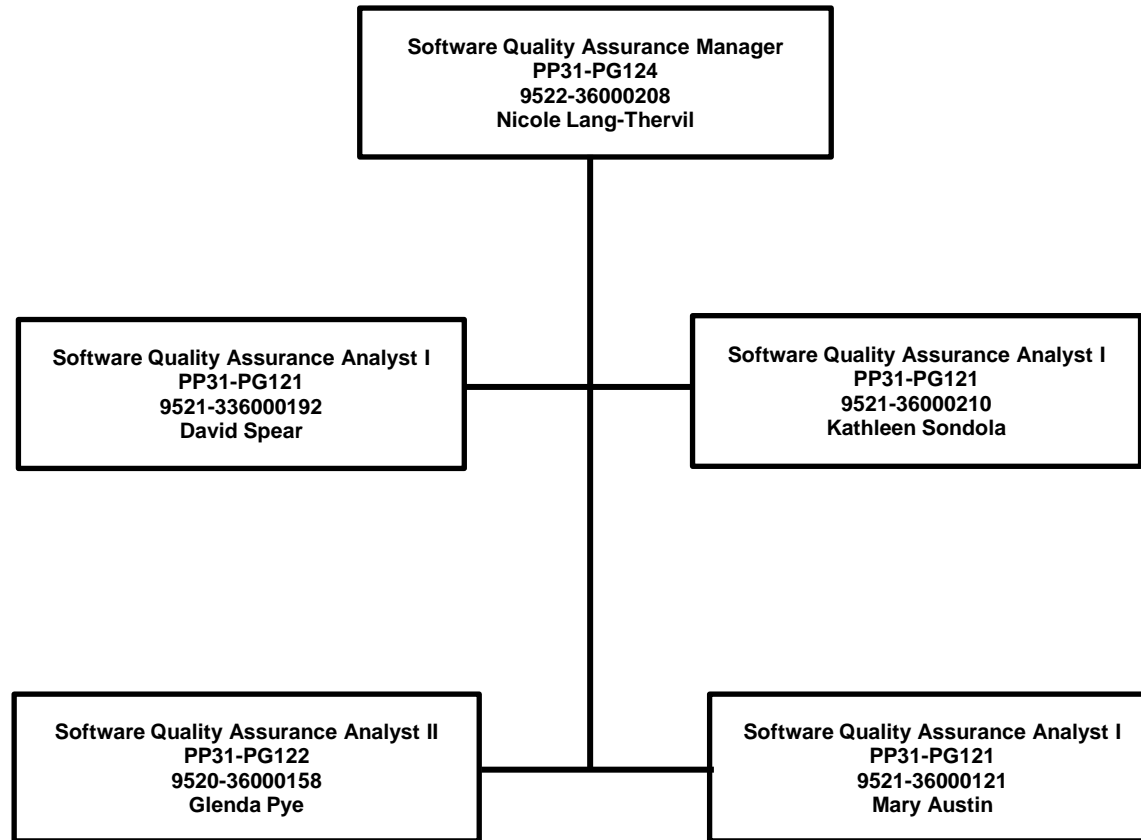 Software Quality Assurance Manager
PP31-PG124
9522-36000208
Nicole Lang-Thervil
Software Quality Assurance Analyst I
PP31-PG121
9521-336000192
David Spear
Software Quality Assurance Analyst I
PP31-PG121
9521-36000210
Kathleen Sondola
Software Quality Assurance Analyst II
PP31-PG122
9520-36000158
Glenda Pye
Software Quality Assurance Analyst I
PP31-PG121
9521-36000121
Mary Austin